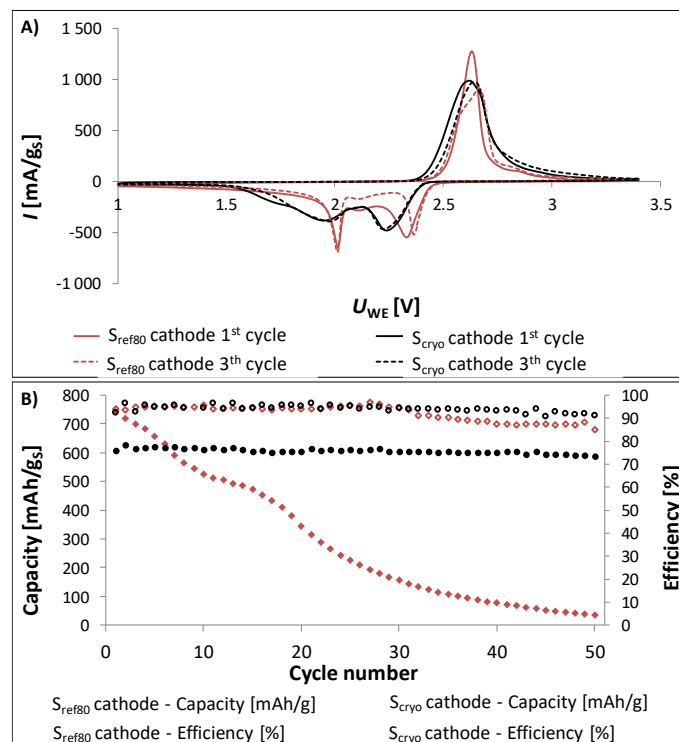 A)
1 500
1 000
500
0
-500
-1 000
1 1.5 2 2.5 3 3.5
I [mA/gS]
UWE [V]
Sref80 cathode 1st cycle
Scryo cathode 1st cycle
Sref80 cathode 3th cycle
Scryo cathode 3th cycle
B)
800
700
600
500
400
300
200
100
0
Capacity [mAh/gS]
100
90
80
70
60
50
40
30
20
10
0
Efficiency [%]
0 10 20 30 40 50
Cycle number
Sref80 cathode - Capacity [mAh/g]
Scryo cathode - Capacity [mAh/g]
Sref80 cathode - Efficiency [%]
Scryo cathode - Efficiency [%]